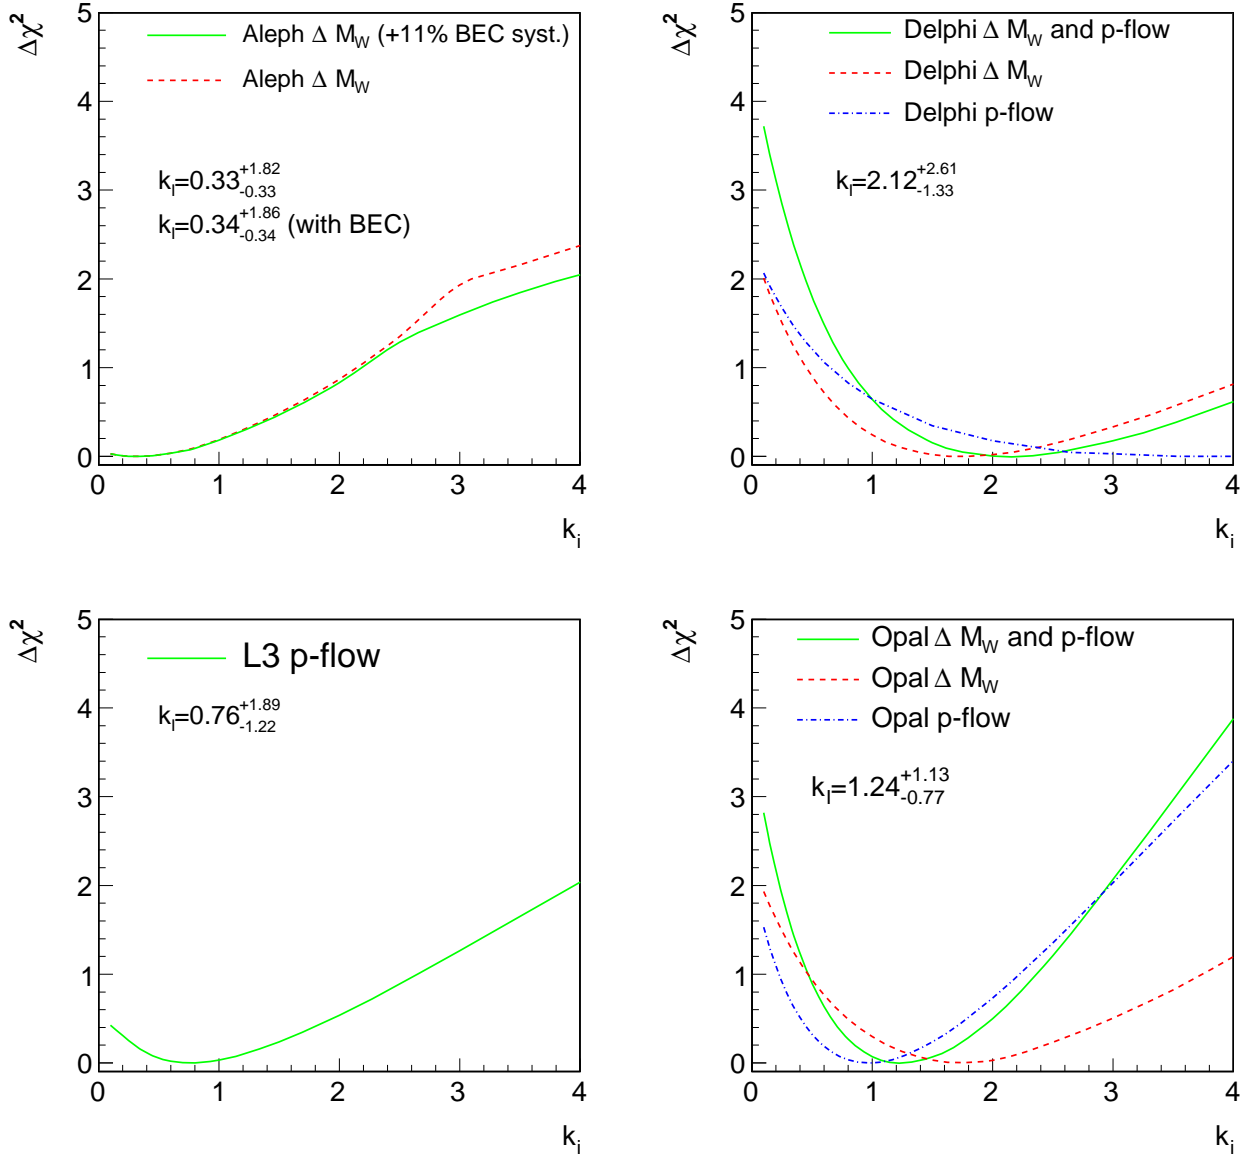 Δχ²
5
4
3
2
1
0
Aleph Δ M_W (+11% BEC syst.)
Aleph Δ M_W
k_I=0.33 +1.82 -0.33
k_I=0.34 +1.86 -0.34 (with BEC)
0 1 2 3 4
k_i
Δχ²
5
4
3
2
1
0
Delphi Δ M_W and p-flow
Delphi Δ M_W
Delphi p-flow
k_I=2.12 +2.61 -1.33
0 1 2 3 4
k_i
Δχ²
5
4
3
2
1
0
L3 p-flow
k_I=0.76 +1.89 -1.22
0 1 2 3 4
k_i
Δχ²
5
4
3
2
1
0
Opal Δ M_W and p-flow
Opal Δ M_W
Opal p-flow
k_I=1.24 +1.13 -0.77
0 1 2 3 4
k_i